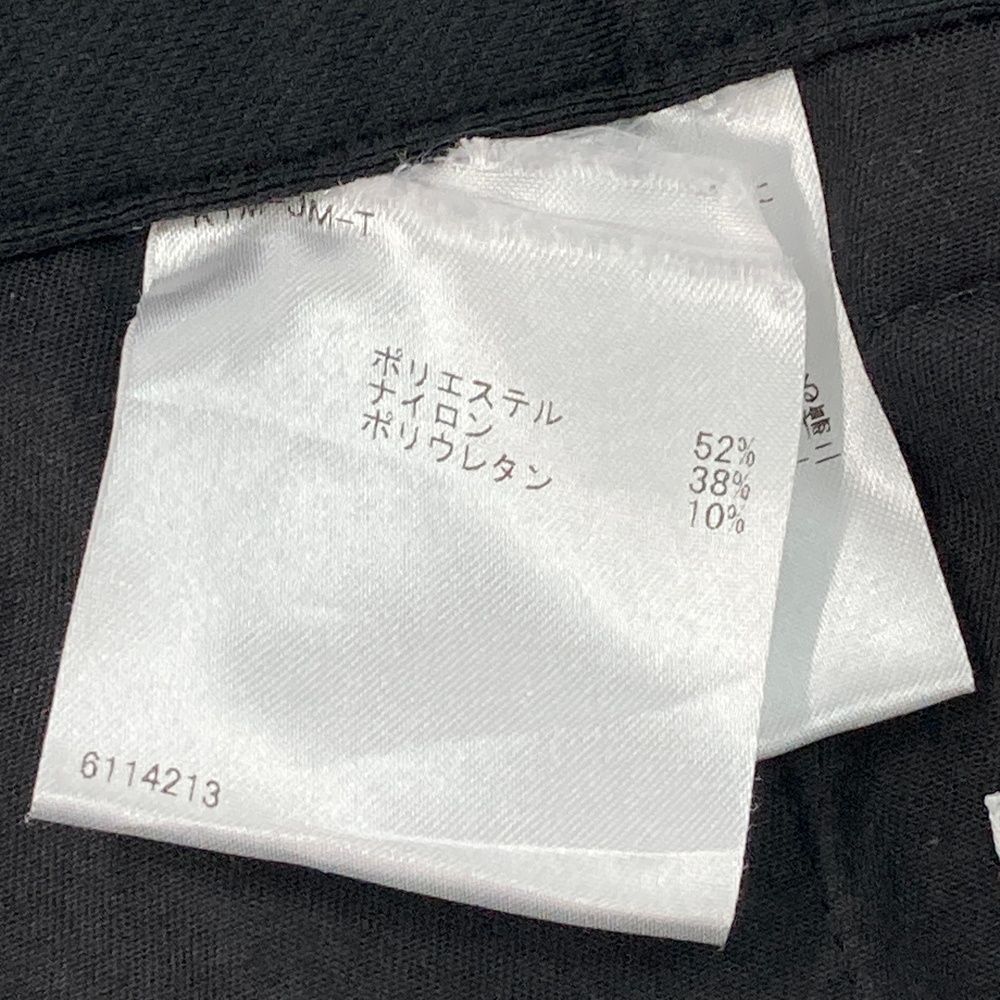 ポリエステル 52%
ナイロン 38%
ポリウレタン 10%
6114213